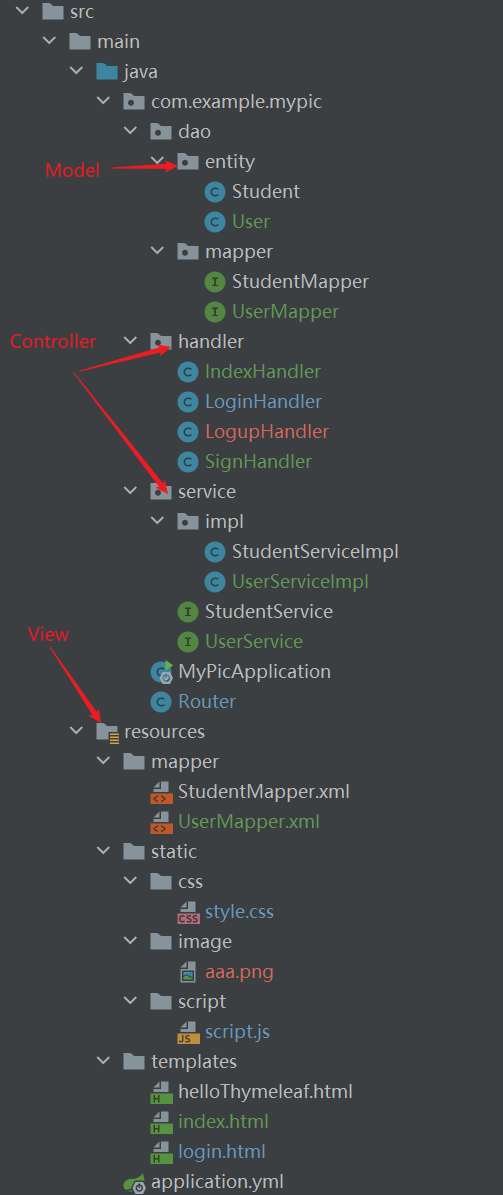 src
main
java
com.example.mypic
dao
Model
entity
Student
User
mapper
StudentMapper
UserMapper
Controller
handler
IndexHandler
LoginHandler
LogupHandler
SignHandler
service
impl
StudentServiceImpl
UserServiceImpl
StudentService
UserService
View
MyPicApplication
Router
resources
mapper
StudentMapper.xml
UserMapper.xml
static
css
style.css
image
aaa.png
script
script.js
templates
helloThymeleaf.html
index.html
login.html
application.yml